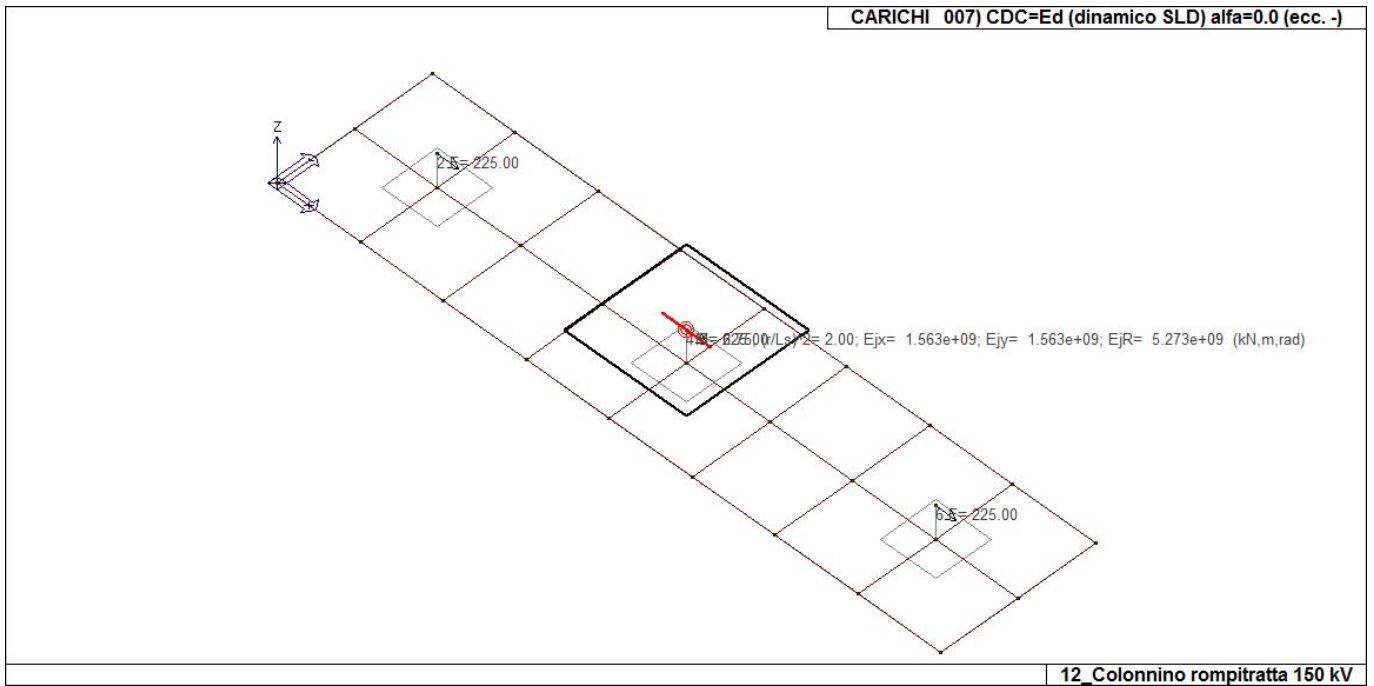 CARICHI 007) CDC=Ed (dinamico SLD) alfa=0.0 (ecc. -)
Z
225.00
2= 2.00; Ejx= 1.563e+09; Ejy= 1.563e+09; EjR= 5.273e+09 (kN,m,rad)
225.00
12_Colonnino rompitratta 150 kV